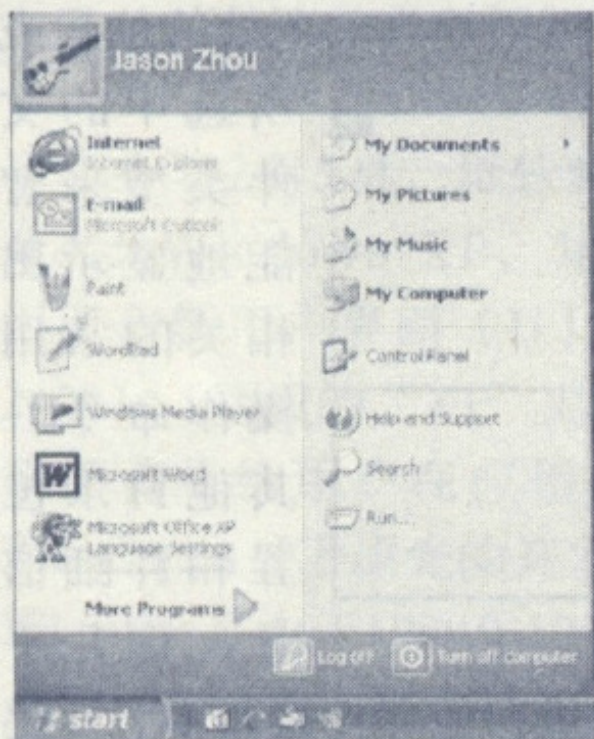 Jason Zhou
Internet
Internet Explorer
E-mail
Microsoft Outlook
Paint
WordPad
Windows Media Player
Microsoft Word
Microsoft Office XP
Language Settings
More Programs
My Documents
My Pictures
My Music
My Computer
Control Panel
Help and Support
Search
Run...
Log off
Turn off computer
start